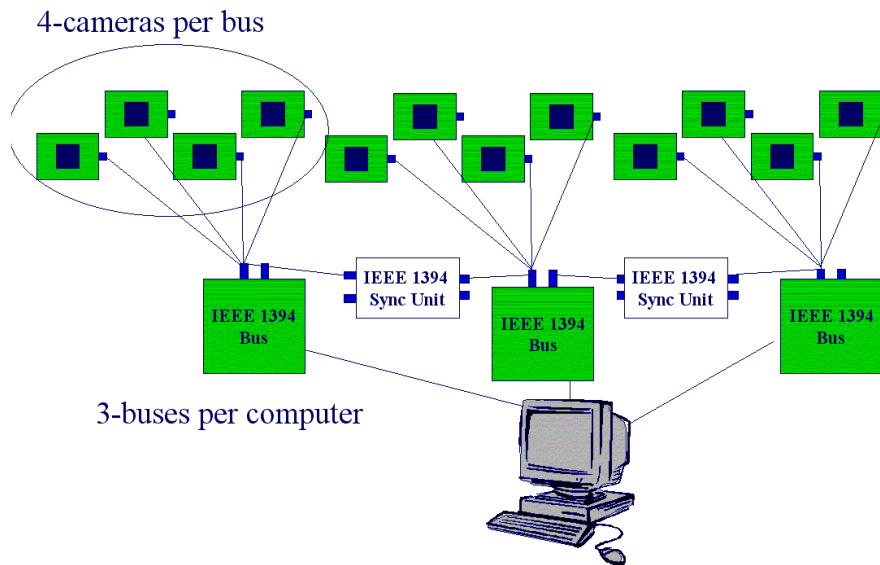 4-cameras per bus
IEEE 1394
Sync Unit
IEEE 1394
Sync Unit
IEEE 1394
Bus
IEEE 1394
Bus
IEEE 1394
Bus
3-buses per computer